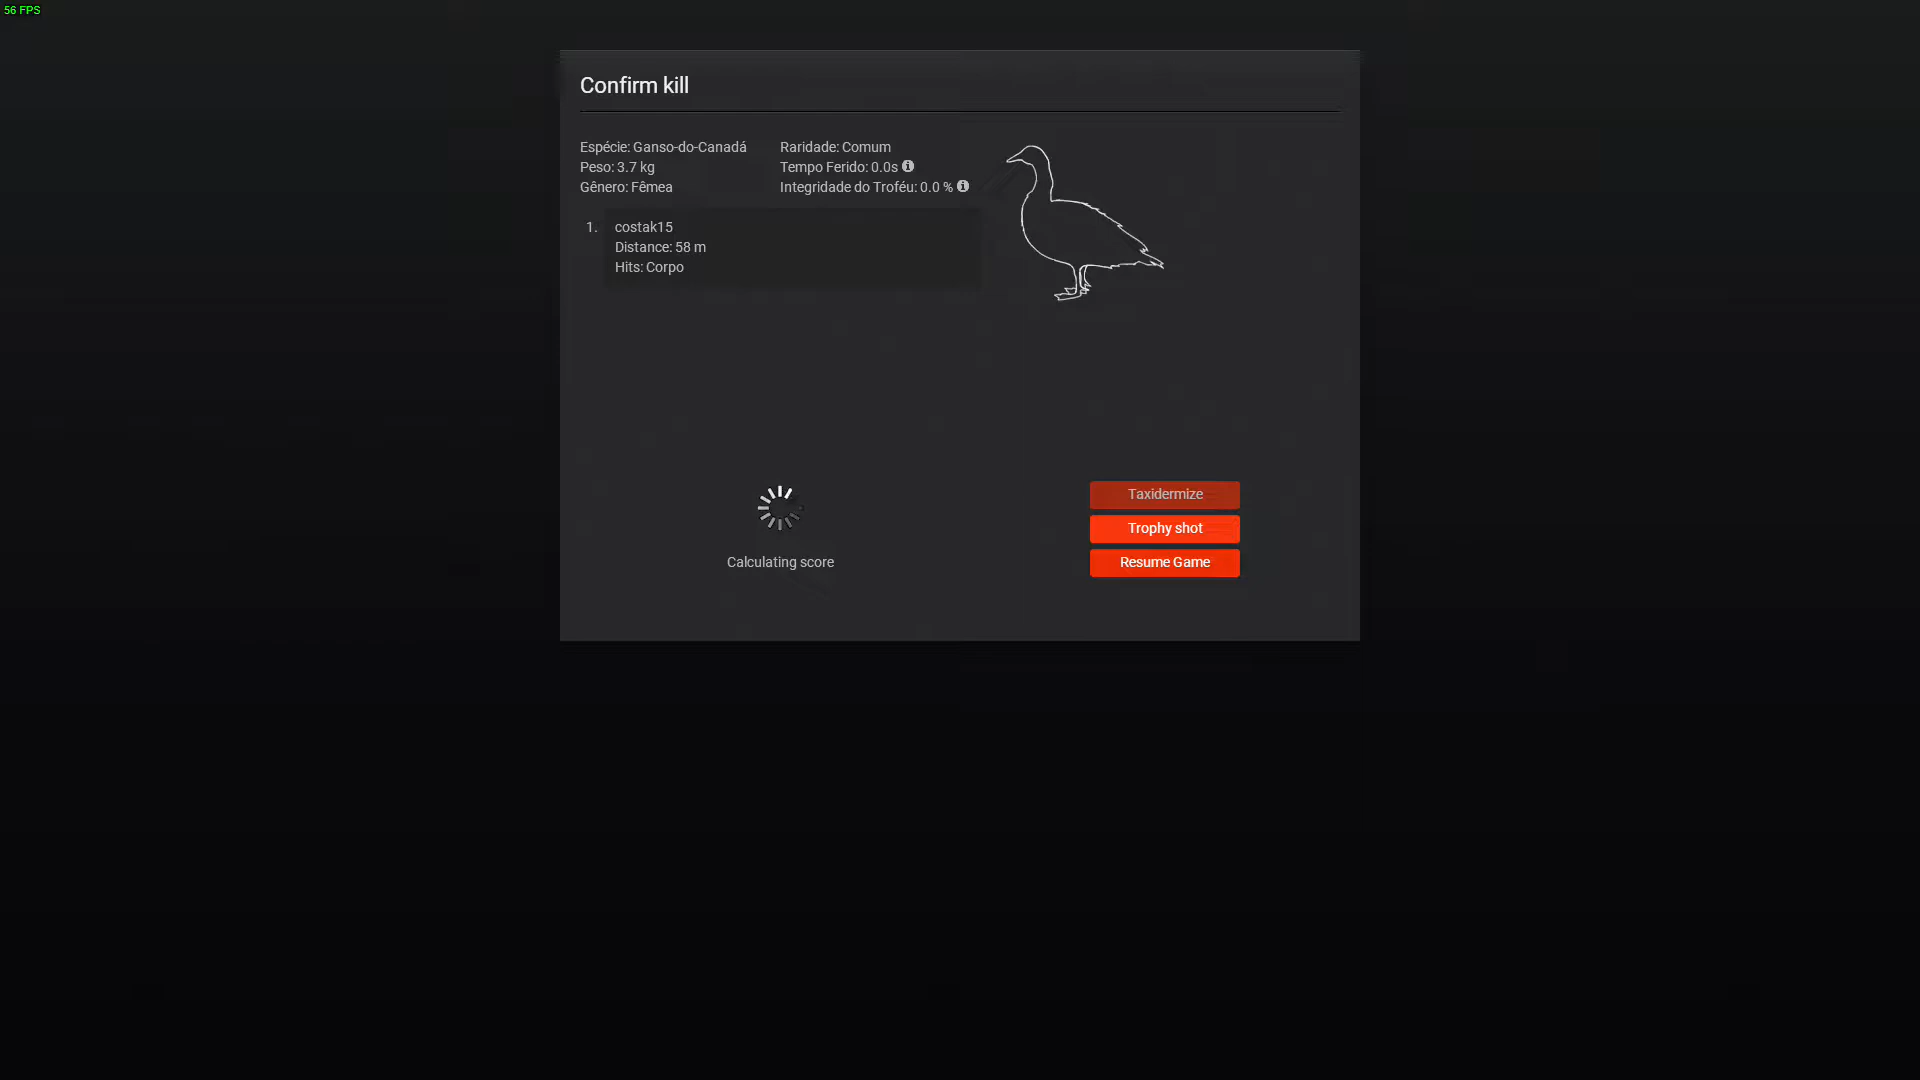 56 FPS
Confirm kill
Espécie: Ganso-do-Canadá
Peso: 3.7 kg
Gênero: Fêmea
Raridade: Comum
Tempo Ferido: 0.0s
Integridade do Troféu: 0.0 %
1. costak15
Distance: 58 m
Hits: Corpo
Calculating score
Taxidermize
Trophy shot
Resume Game